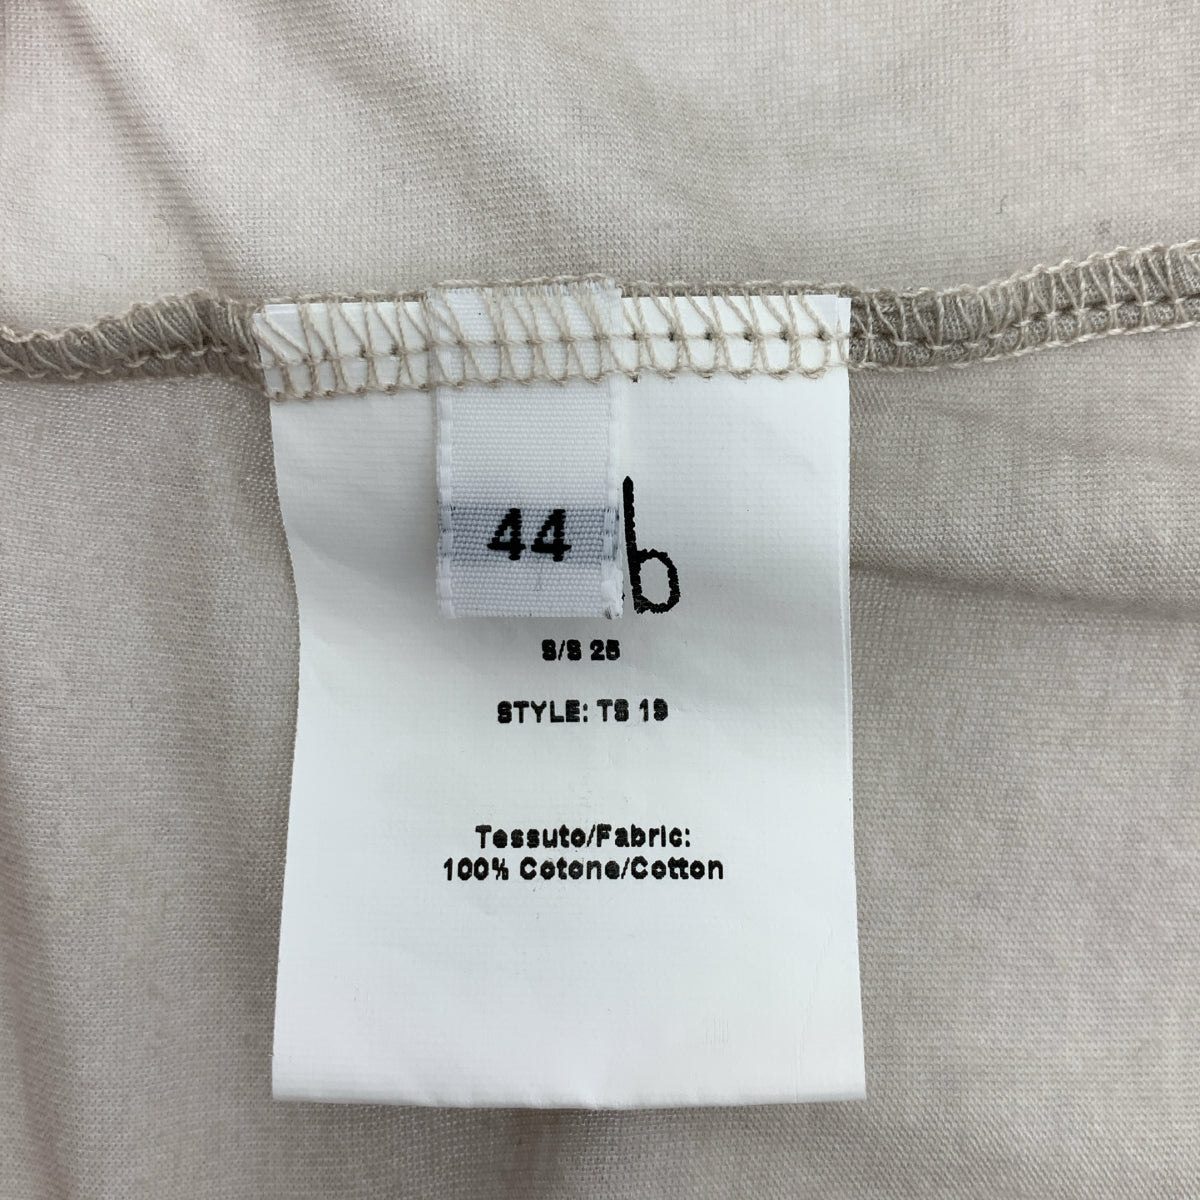 44
b
S/S 25
STYLE: TS 19
Tessuto/Fabric:
100% Cotone/Cotton